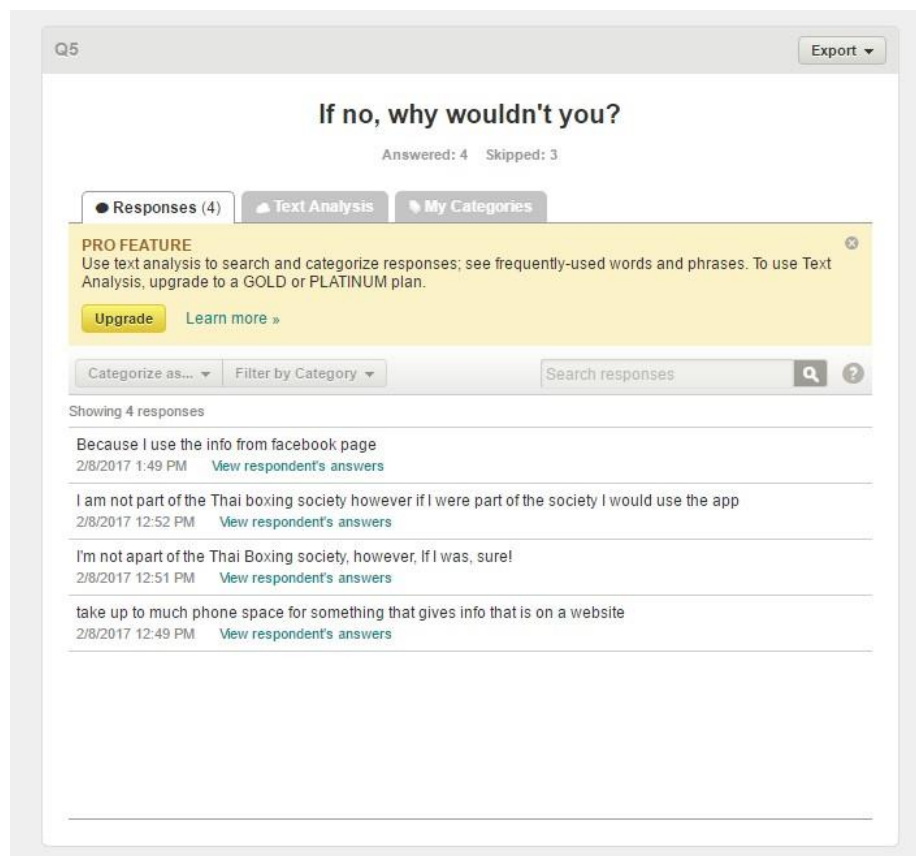 Q5
Export
If no, why wouldn't you?
Answered: 4 Skipped: 3
Responses (4)
Text Analysis
My Categories
PRO FEATURE
Use text analysis to search and categorize responses; see frequently-used words and phrases. To use Text
Analysis, upgrade to a GOLD or PLATINUM plan.
Upgrade Learn more »
Categorize as... Filter by Category Search responses ?
Showing 4 responses
Because I use the info from facebook page
2/8/2017 1:49 PM View respondent's answers
I am not part of the Thai boxing society however if I were part of the society I would use the app
2/8/2017 12:52 PM View respondent's answers
I'm not apart of the Thai Boxing society, however, If I was, sure!
2/8/2017 12:51 PM View respondent's answers
take up to much phone space for something that gives info that is on a website
2/8/2017 12:49 PM View respondent's answers